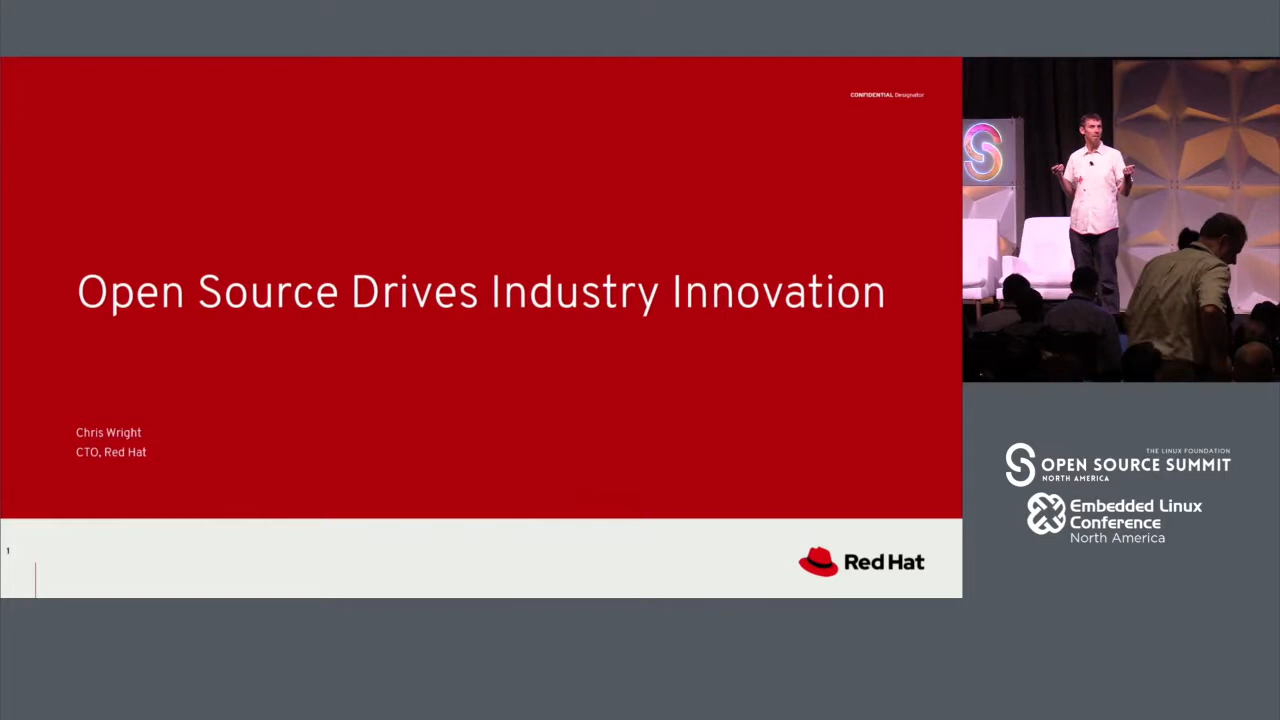 CONFIDENTIAL Designator
Open Source Drives Industry Innovation
Chris Wright
CTO, Red Hat
1
Red Hat
THE LINUX FOUNDATION
OPEN SOURCE SUMMIT
NORTH AMERICA
Embedded Linux
Conference
North America